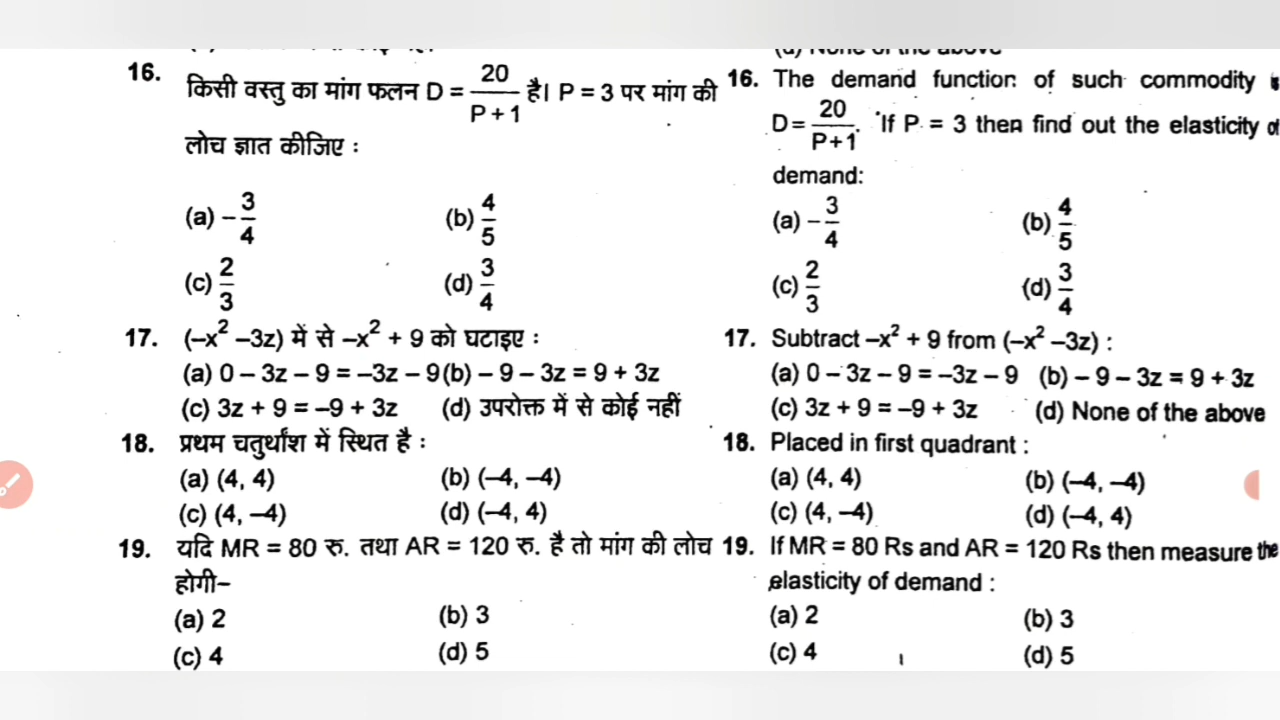 (d) None of the above
16. किसी वस्तु का मांग फलन D = 20 / P + 1 है। P = 3 पर मांग की
लोच ज्ञात कीजिए :
(a) – 3/4 (b) 4/5
(c) 2/3 (d) 3/4
17. (–x² –3z) में से –x² + 9 को घटाइए :
(a) 0 – 3z – 9 = –3z – 9 (b) – 9 – 3z = 9 + 3z
(c) 3z + 9 = –9 + 3z (d) उपरोक्त में से कोई नहीं
18. प्रथम चतुर्थांश में स्थित है :
(a) (4, 4) (b) (–4, –4)
(c) (4, –4) (d) (–4, 4)
19. यदि MR = 80 रु. तथा AR = 120 रु. है तो मांग की लोच
होगी–
(a) 2 (b) 3
(c) 4 (d) 5
16. The demand function of such commodity is
D = 20 / P+1. If P = 3 then find out the elasticity of
demand:
(a) – 3/4 (b) 4/5
(c) 2/3 (d) 3/4
17. Subtract –x² + 9 from (–x² –3z) :
(a) 0 – 3z – 9 = –3z – 9 (b) – 9 – 3z = 9 + 3z
(c) 3z + 9 = –9 + 3z (d) None of the above
18. Placed in first quadrant :
(a) (4, 4) (b) (–4, –4)
(c) (4, –4) (d) (–4, 4)
19. If MR = 80 Rs and AR = 120 Rs then measure the
elasticity of demand :
(a) 2 (b) 3
(c) 4 (d) 5